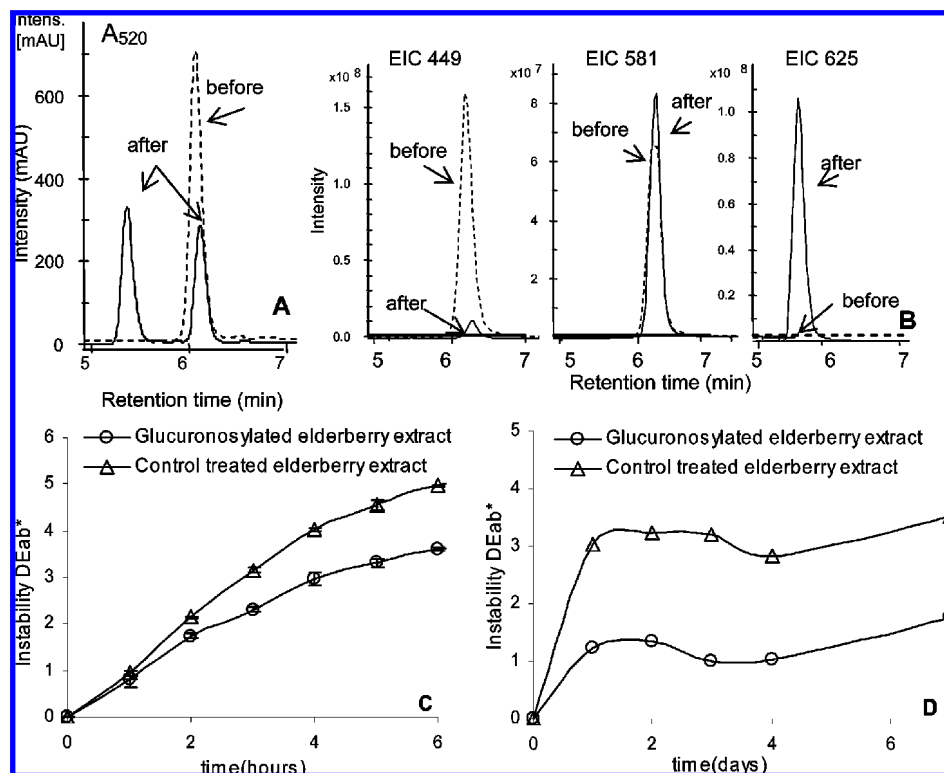 Intens.
[mAU]
A520
Intensity (mAU)
600
400
200
0
before
after
A
5
6
7
Retention time (min)
EIC 449
x10 8
Intensity
1.5
1.0
0.5
0.0
before
after
5
6
7
EIC 581
x10 7
8
6
4
2
before
after
5
6
7
Retention time (min)
EIC 625
x10 8
1.0
0.8
0.6
0.4
0.2
after
before
B
5
6
7
Glucuronosylated elderberry extract
Control treated elderberry extract
Instability DEab*
6
5
4
3
2
1
0
C
0
2
4
6
time(hours)
Glucuronosylated elderberry extract
Control treated elderberry extract
Instability DEab*
5
4
3
2
1
0
D
0
2
4
6
time(days)